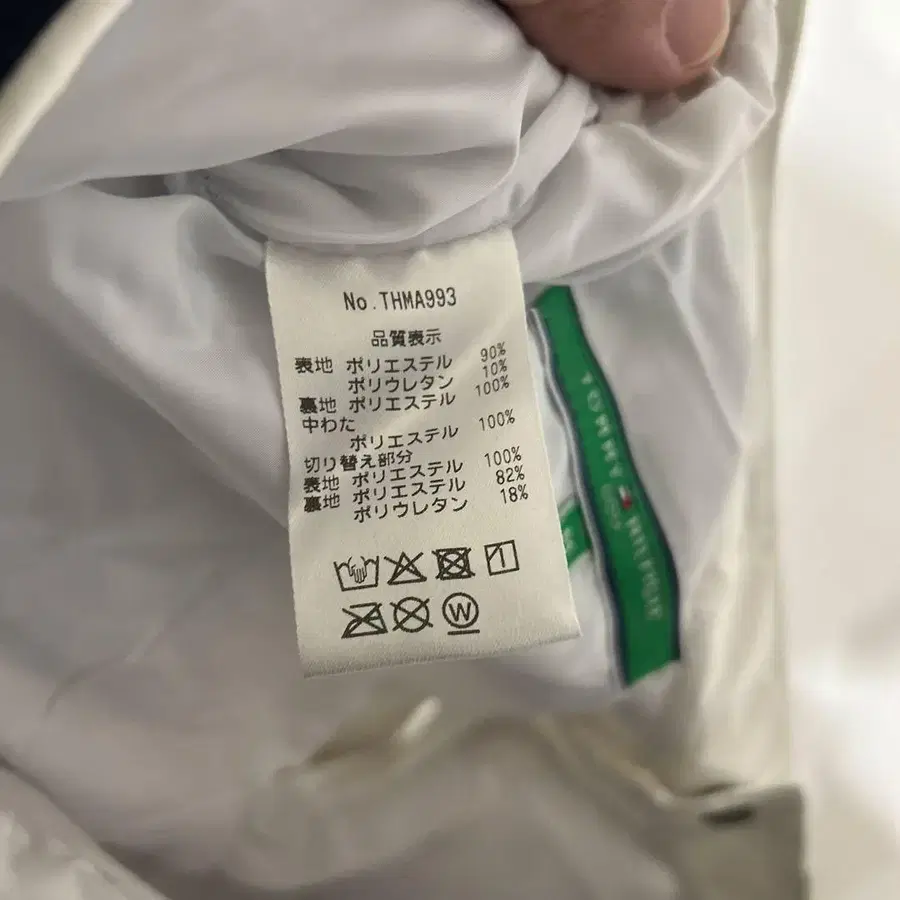 No.THMA993
品質表示
表地 ポリエステル 90%
ポリウレタン 10%
裏地 ポリエステル 100%
中わた
ポリエステル 100%
切り替え部分
表地 ポリエステル 100%
裏地 ポリエステル 82%
ポリウレタン 18%
W
TOMMY HILFIGER
GOLF